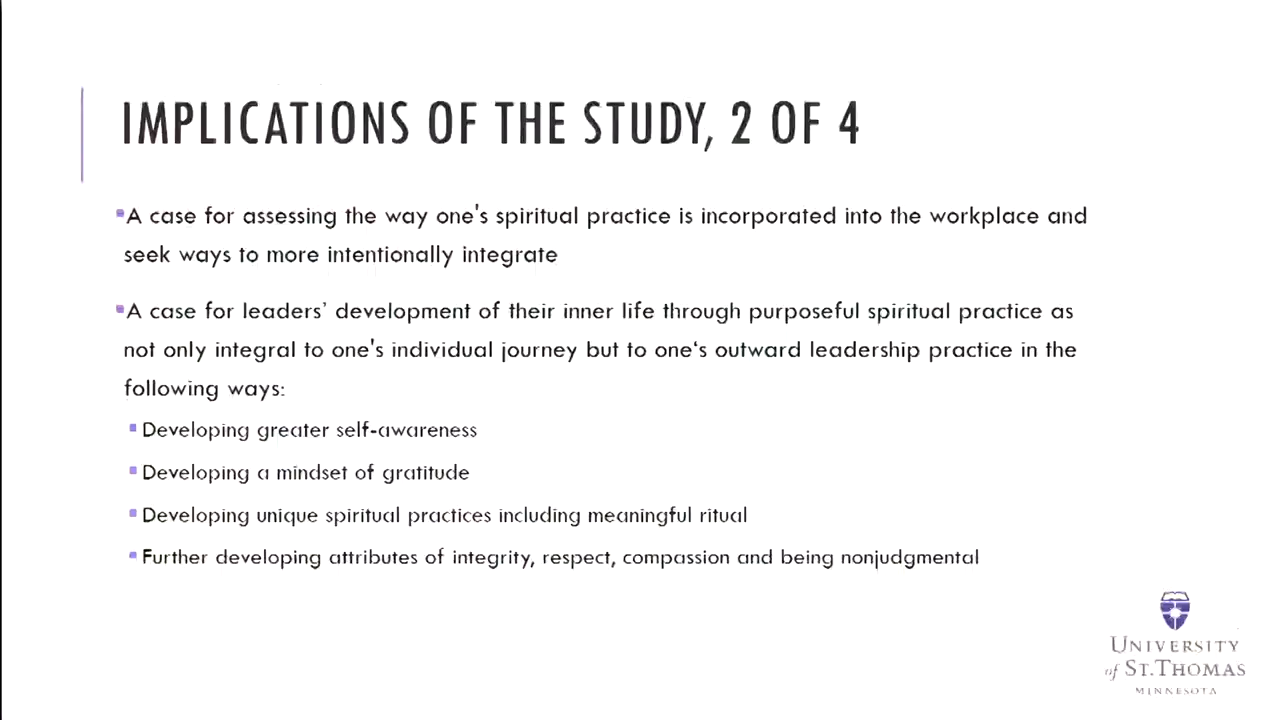 IMPLICATIONS OF THE STUDY, 2 OF 4
▪A case for assessing the way one's spiritual practice is incorporated into the workplace and
seek ways to more intentionally integrate
▪A case for leaders’ development of their inner life through purposeful spiritual practice as
not only integral to one's individual journey but to one‘s outward leadership practice in the
following ways:
▪ Developing greater self-awareness
▪ Developing a mindset of gratitude
▪ Developing unique spiritual practices including meaningful ritual
▪ Further developing attributes of integrity, respect, compassion and being nonjudgmental
UNIVERSITY
of ST.THOMAS
MINNESOTA